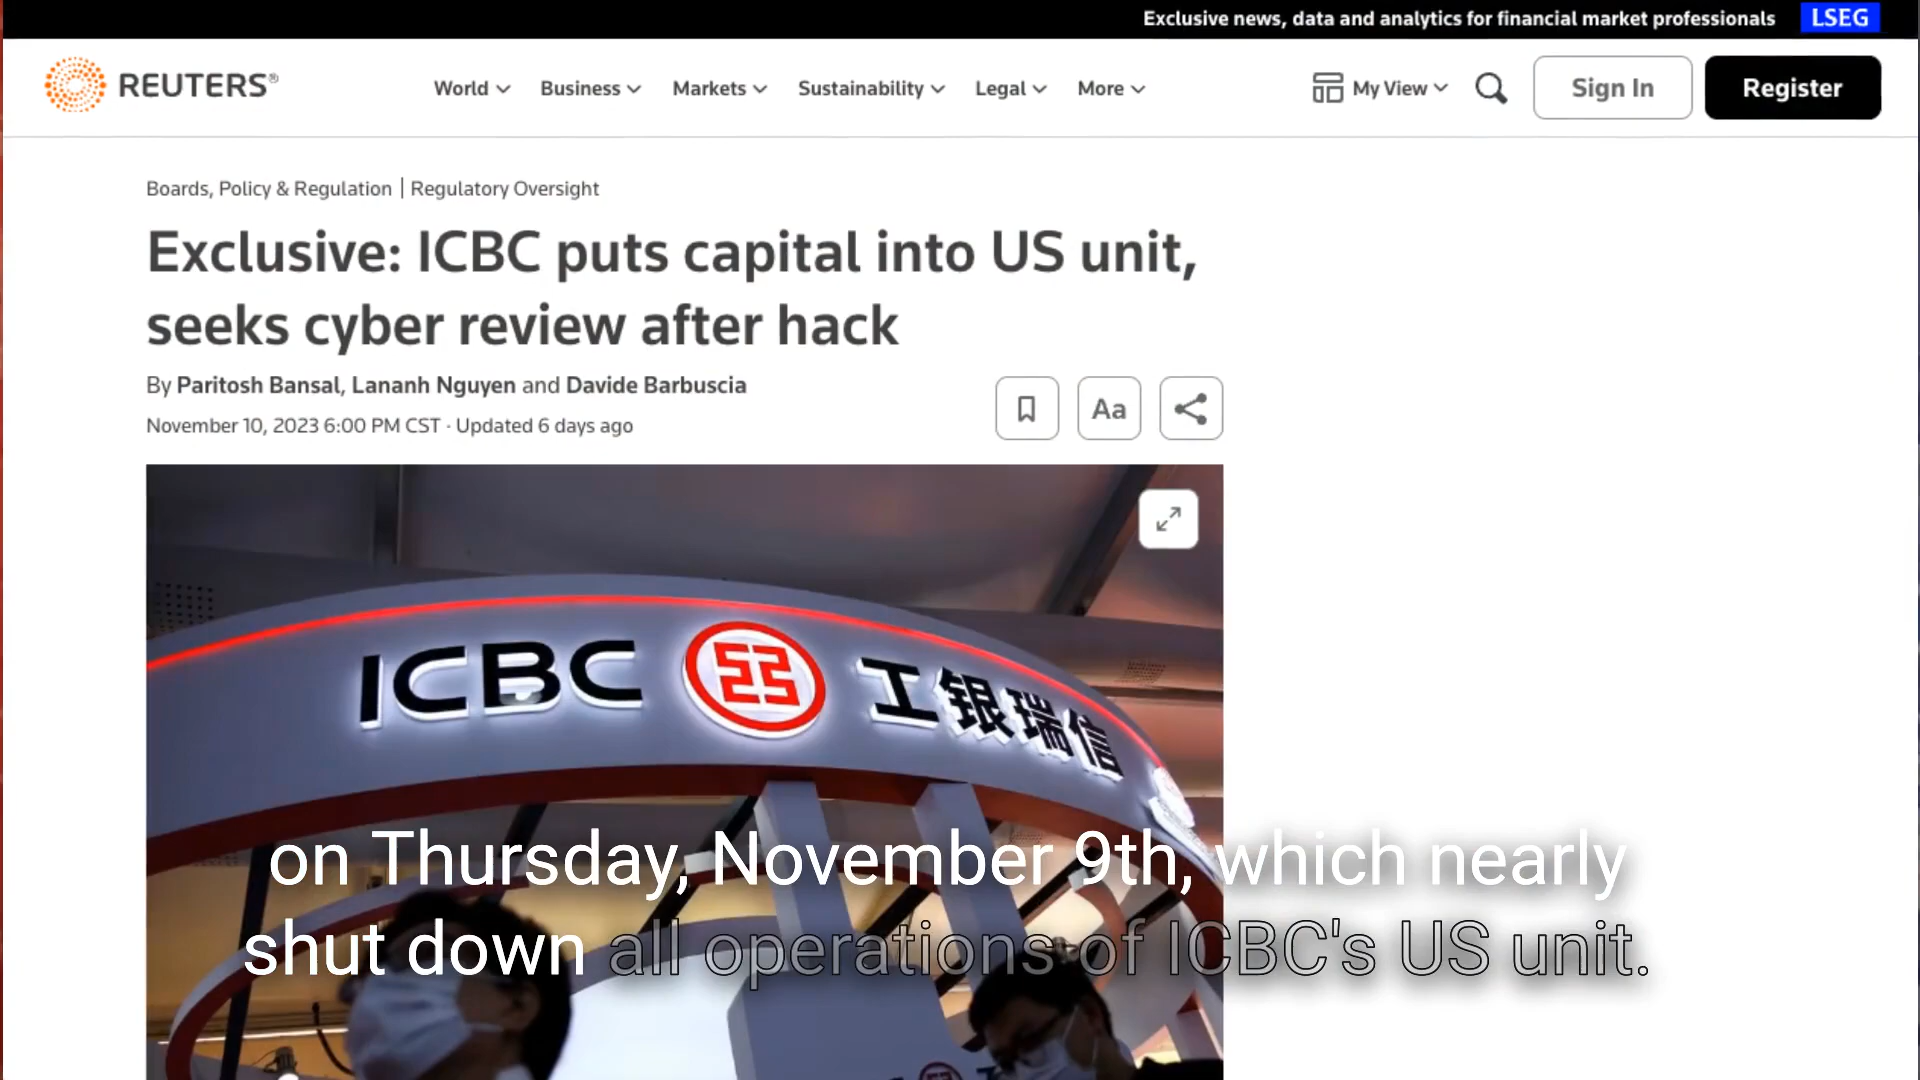 Exclusive news, data and analytics for financial market professionals LSEG
REUTERS®
World Business Markets Sustainability Legal More My View Sign In Register
Boards, Policy & Regulation | Regulatory Oversight
Exclusive: ICBC puts capital into US unit,
seeks cyber review after hack
By Paritosh Bansal, Lananh Nguyen and Davide Barbuscia
November 10, 2023 6:00 PM CST · Updated 6 days ago
Aa
ICBC 工银瑞信
on Thursday, November 9th, which nearly
shut down all operations of ICBC's US unit.